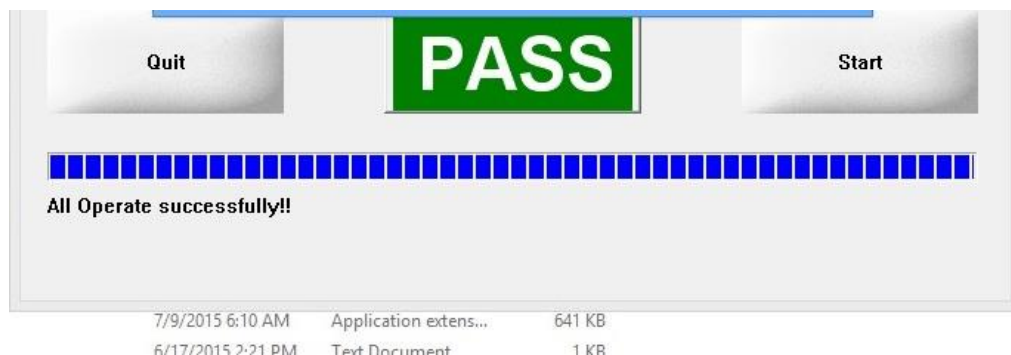 Quit PASS Start
All Operate successfully!!
7/9/2015 6:10 AM Application extens... 641 KB
6/17/2015 2:21 PM Text Document 1 KB